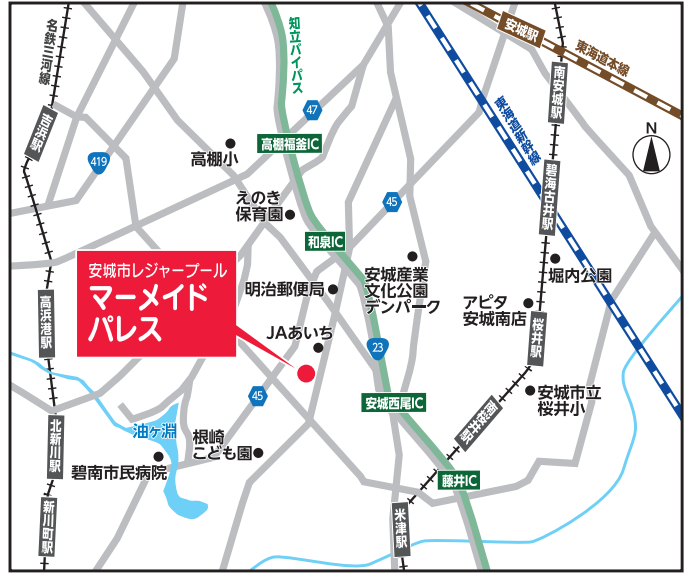 名鉄三河線
知立バイパス
安城駅
東海道本線
南安城駅
東海道新幹線
吉浜駅
47
高棚福釜IC
N
419
高棚小
碧海古井駅
えのき
保育園
45
和泉IC
安城市レジャープール
マーメイド
パレス
安城産業
文化公園
デンパーク
堀内公園
明治郵便局
高浜港駅
アピタ
安城南店
桜井駅
JAあいち
23
45
安城西尾IC
安城市立
桜井小
南桜井駅
北新川駅
油ヶ淵
根崎
こども園
碧南市民病院
藤井IC
新川町駅
米津駅